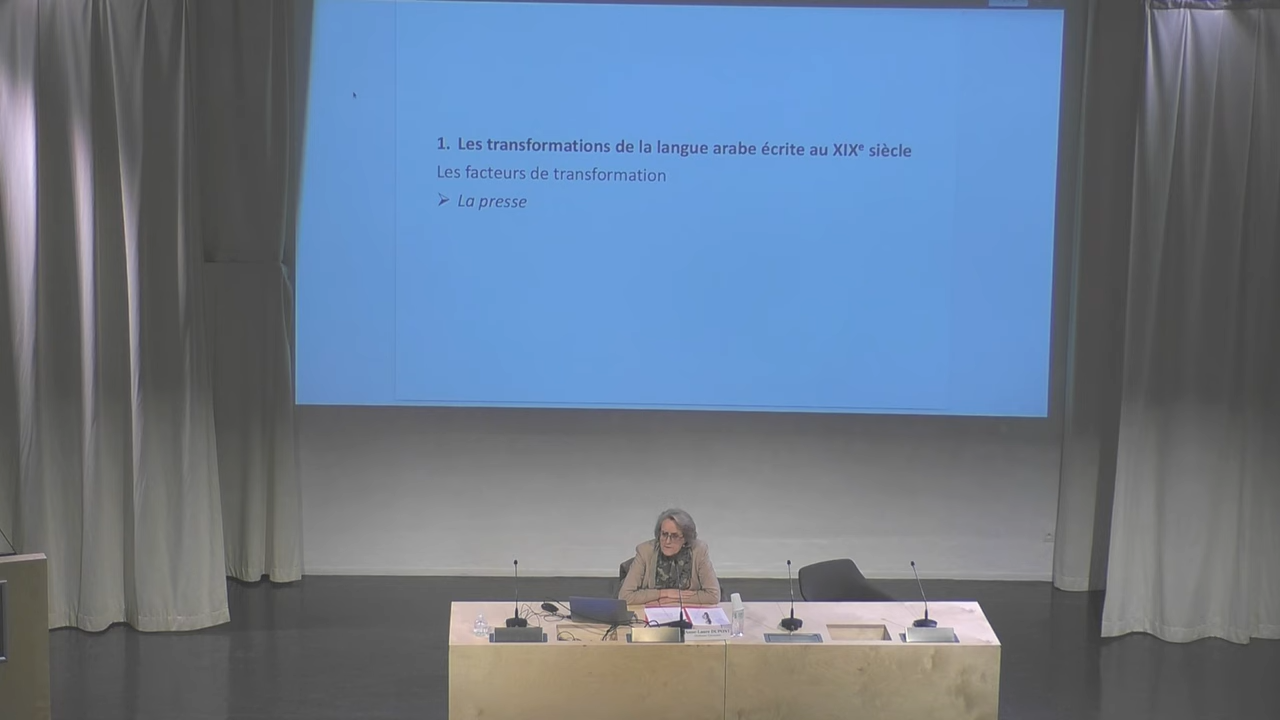 1. Les transformations de la langue arabe écrite au XIXᵉ siècle
Les facteurs de transformation
➢ La presse